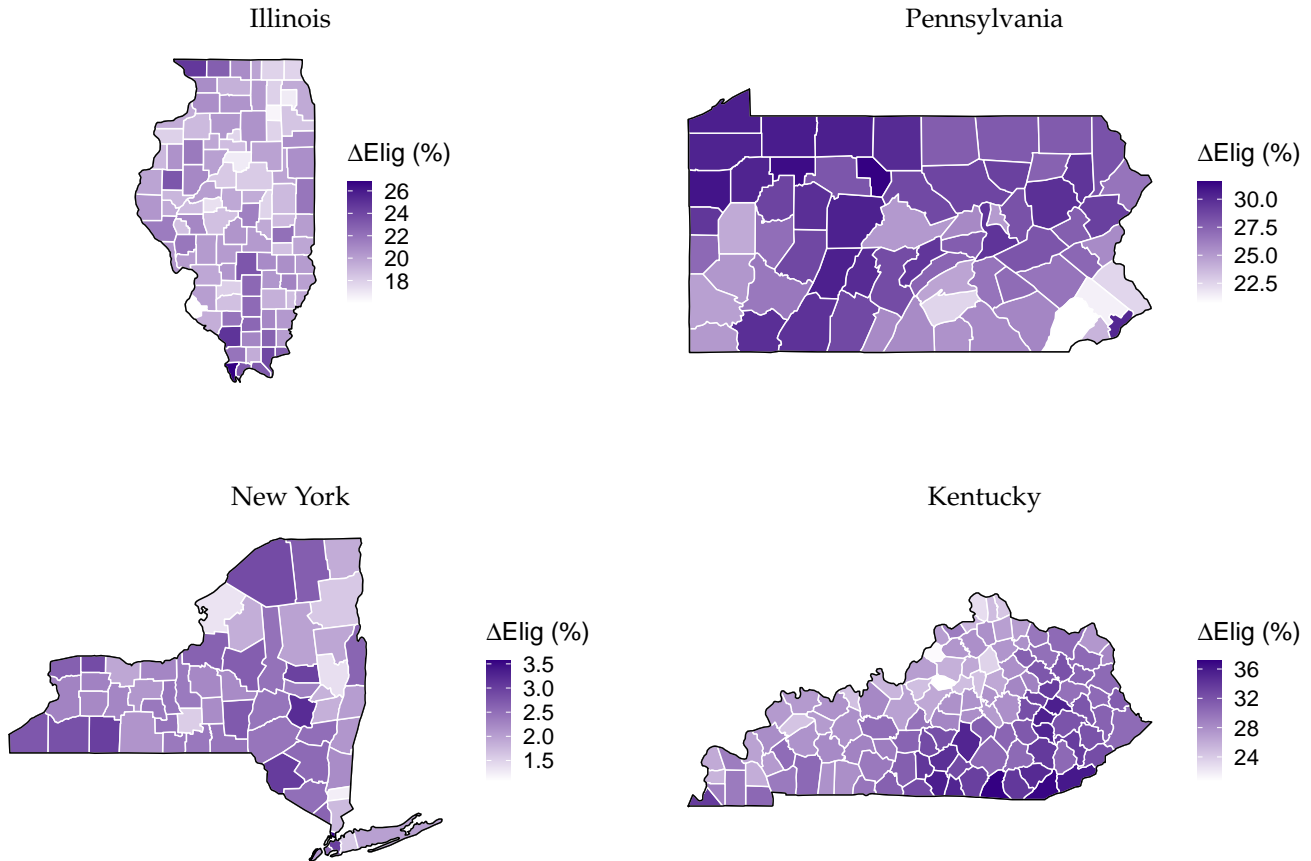 Illinois
ΔElig (%)
26
24
22
20
18
Pennsylvania
ΔElig (%)
30.0
27.5
25.0
22.5
New York
ΔElig (%)
3.5
3.0
2.5
2.0
1.5
Kentucky
ΔElig (%)
36
32
28
24